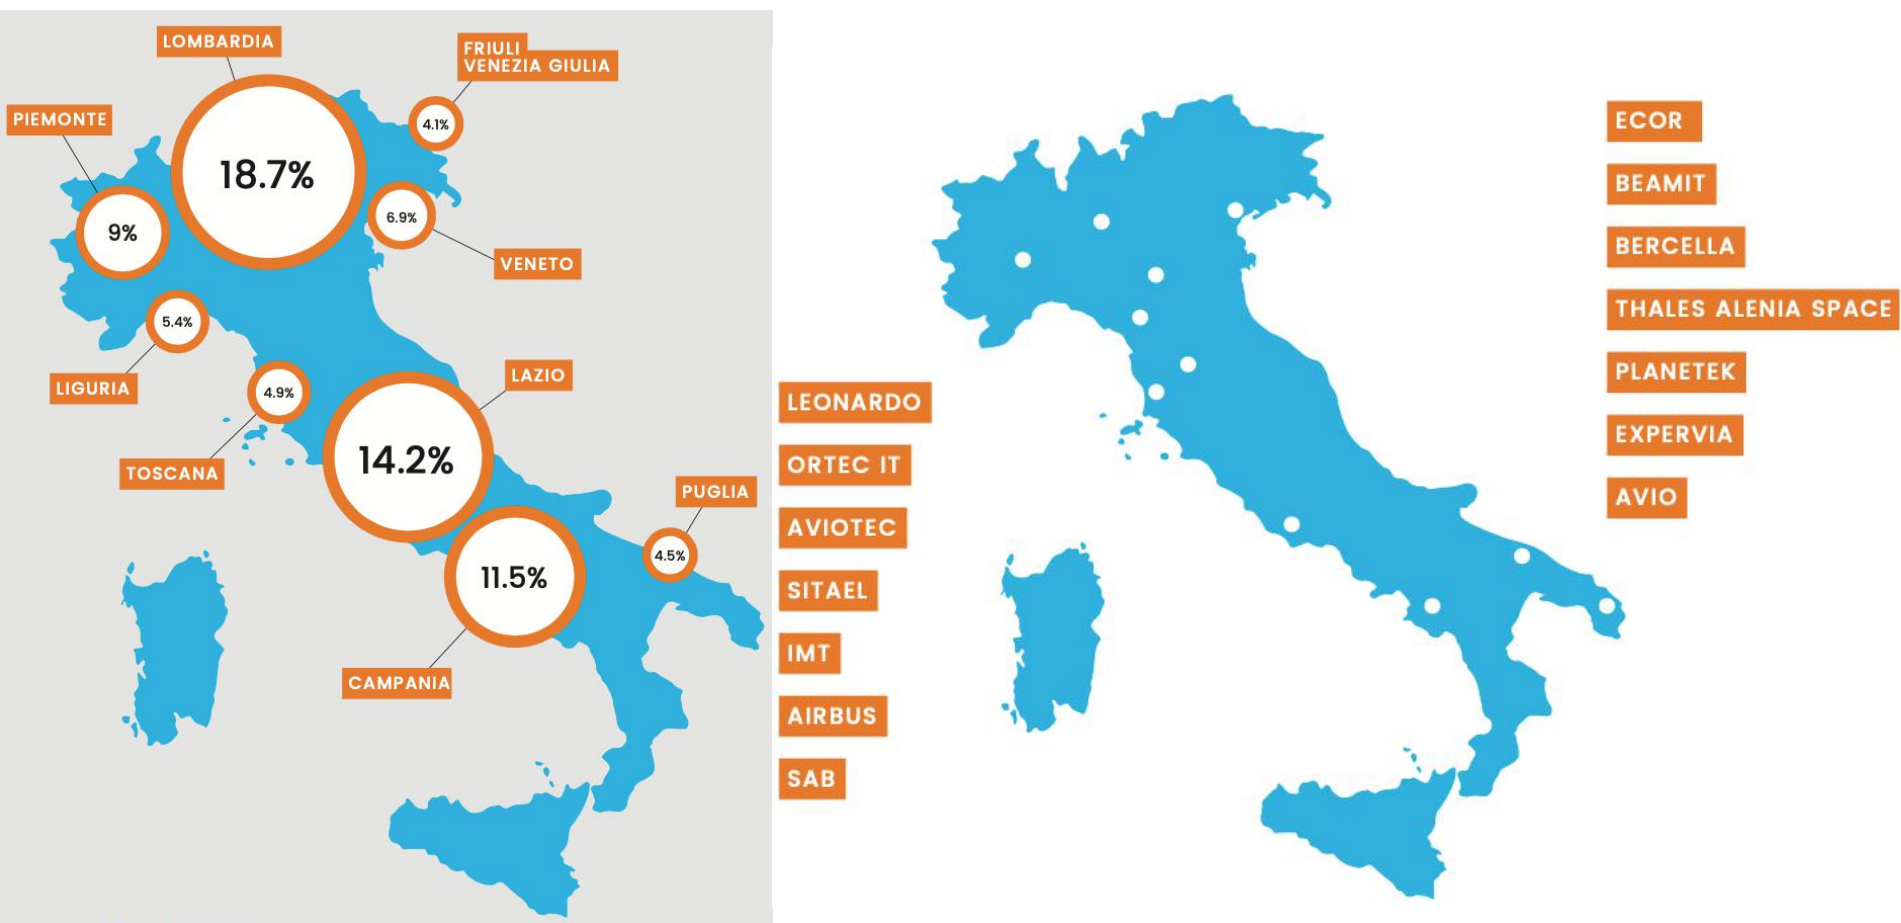 LOMBARDIA
FRIULI
VENEZIA GIULIA
PIEMONTE
4.1%
18.7%
6.9%
9%
VENETO
5.4%
LIGURIA
LAZIO
4.9%
TOSCANA
14.2%
PUGLIA
4.5%
11.5%
CAMPANIA
LEONARDO
ORTEC IT
AVIOTEC
SITAEL
IMT
AIRBUS
SAB
ECOR
BEAMIT
BERCELLA
THALES ALENIA SPACE
PLANETEK
EXPERVIA
AVIO